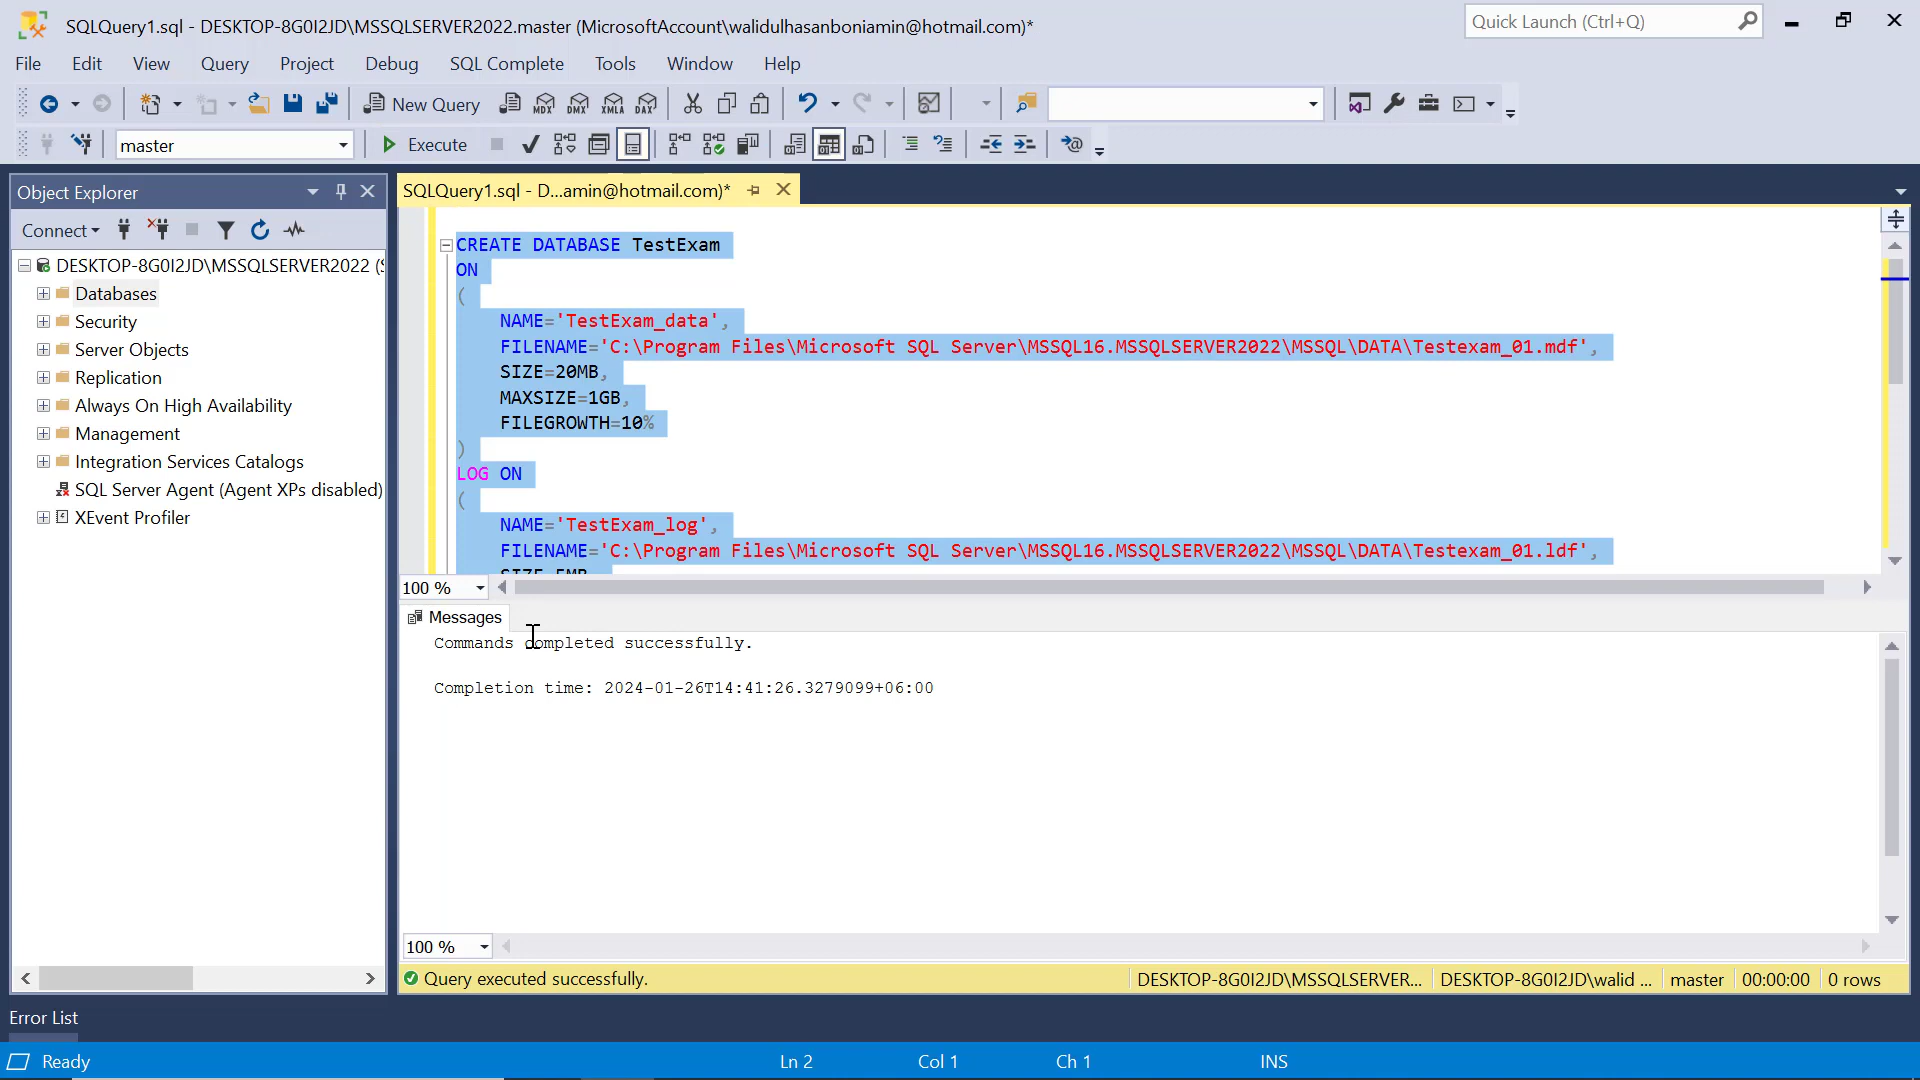 SQLQuery1.sql - DESKTOP-8G0I2JD\MSSQLSERVER2022.master (MicrosoftAccount\walidulhasanboniamin@hotmail.com)*
Quick Launch (Ctrl+Q)
File Edit View Query Project Debug SQL Complete Tools Window Help
New Query MDX DMX XMLA DAX
master Execute
Object Explorer
SQLQuery1.sql - D...amin@hotmail.com)*
Connect
DESKTOP-8G0I2JD\MSSQLSERVER2022 (S
Databases
Security
Server Objects
Replication
Always On High Availability
Management
Integration Services Catalogs
SQL Server Agent (Agent XPs disabled)
XEvent Profiler
CREATE DATABASE TestExam
ON
(
NAME='TestExam_data',
FILENAME='C:\Program Files\Microsoft SQL Server\MSSQL16.MSSQLSERVER2022\MSSQL\DATA\Testexam_01.mdf',
SIZE=20MB,
MAXSIZE=1GB,
FILEGROWTH=10%
)
LOG ON
(
NAME='TestExam_log',
FILENAME='C:\Program Files\Microsoft SQL Server\MSSQL16.MSSQLSERVER2022\MSSQL\DATA\Testexam_01.ldf',
SIZE=5MB,
100 %
Messages
Commands completed successfully.
Completion time: 2024-01-26T14:41:26.3279099+06:00
100 %
Query executed successfully. DESKTOP-8G0I2JD\MSSQLSERVER... DESKTOP-8G0I2JD\walid ... master 00:00:00 0 rows
Error List
Ready Ln 2 Col 1 Ch 1 INS